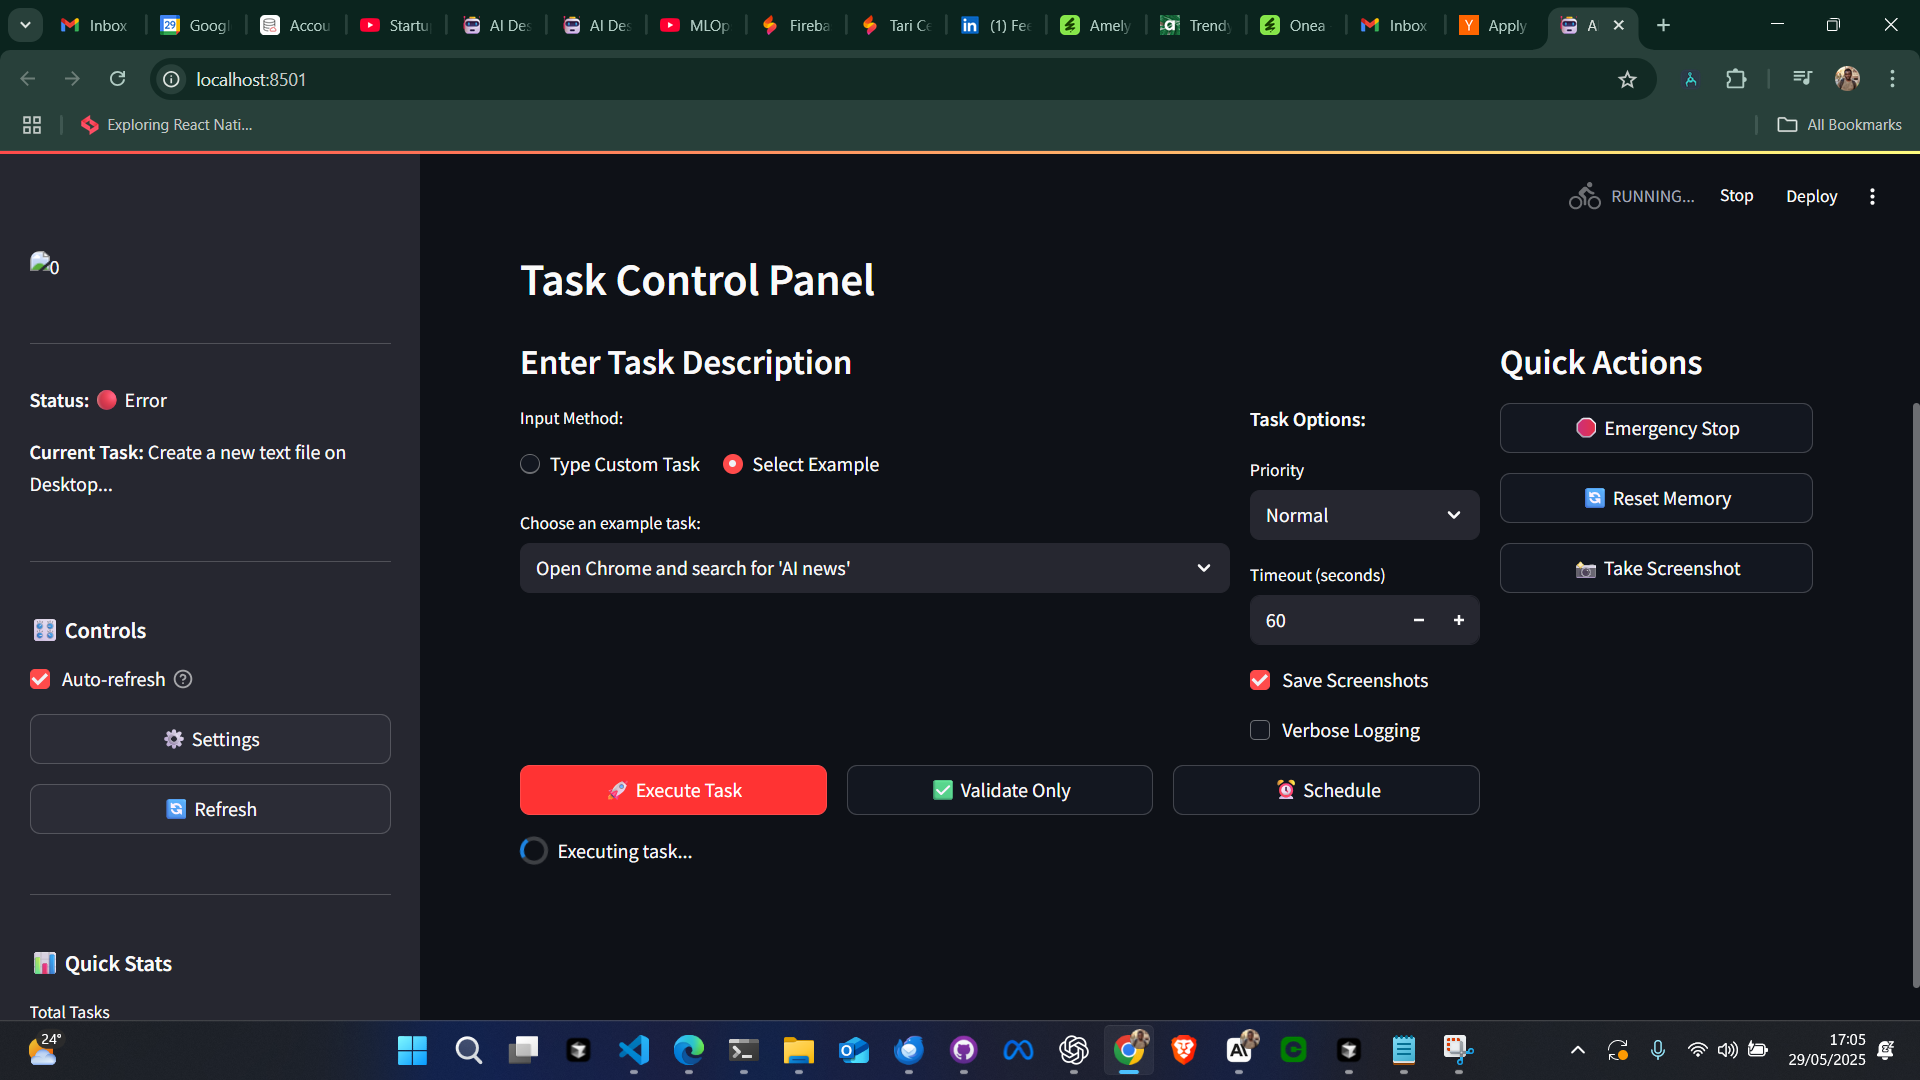 Inbox
Googl
Accou
Startu
AI Des
AI Des
MLOp
Fireba
Tari Ce
(1) Fee
Amely
Trendy
Onea
Inbox
Apply
A
localhost:8501
Exploring React Nati...
All Bookmarks
RUNNING...
Stop
Deploy
0
Status: Error
Current Task: Create a new text file on
Desktop...
Controls
Auto-refresh
Settings
Refresh
Quick Stats
Total Tasks
Task Control Panel
Enter Task Description
Input Method:
Type Custom Task
Select Example
Choose an example task:
Open Chrome and search for 'AI news'
Task Options:
Priority
Normal
Timeout (seconds)
60
Save Screenshots
Verbose Logging
Execute Task
Validate Only
Schedule
Executing task...
Quick Actions
Emergency Stop
Reset Memory
Take Screenshot
24°
17:05
29/05/2025